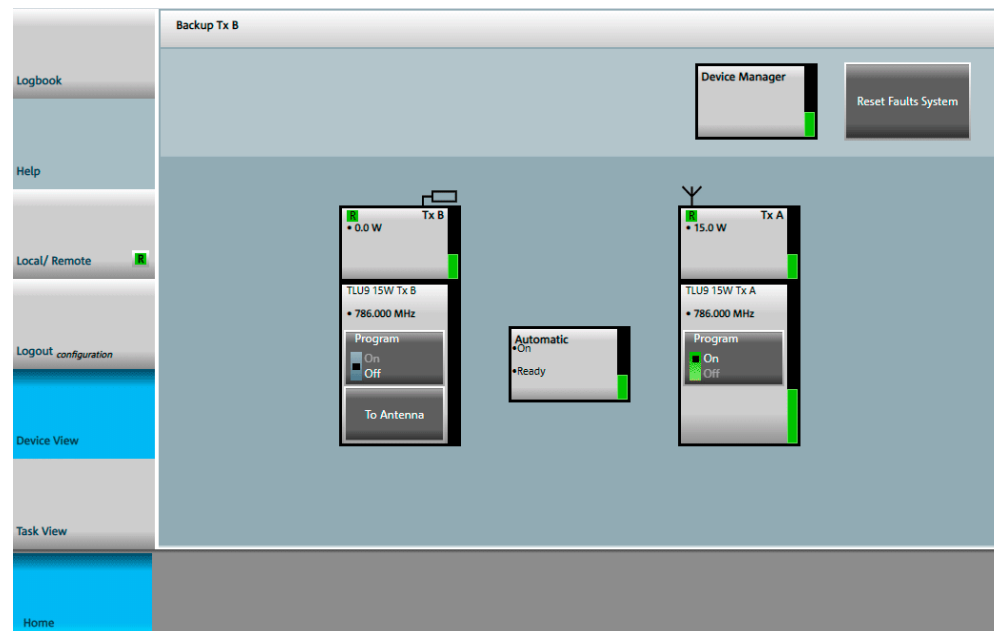 Backup Tx B
Logbook
Device Manager
Reset Faults System
Help
R Tx B
• 0.0 W
R Tx A
• 15.0 W
Local/ Remote R
TLU9 15W Tx B
• 786.000 MHz
Program
On
Off
To Antenna
Automatic
•On
•Ready
TLU9 15W Tx A
• 786.000 MHz
Program
On
Off
Logout configuration
Device View
Task View
Home